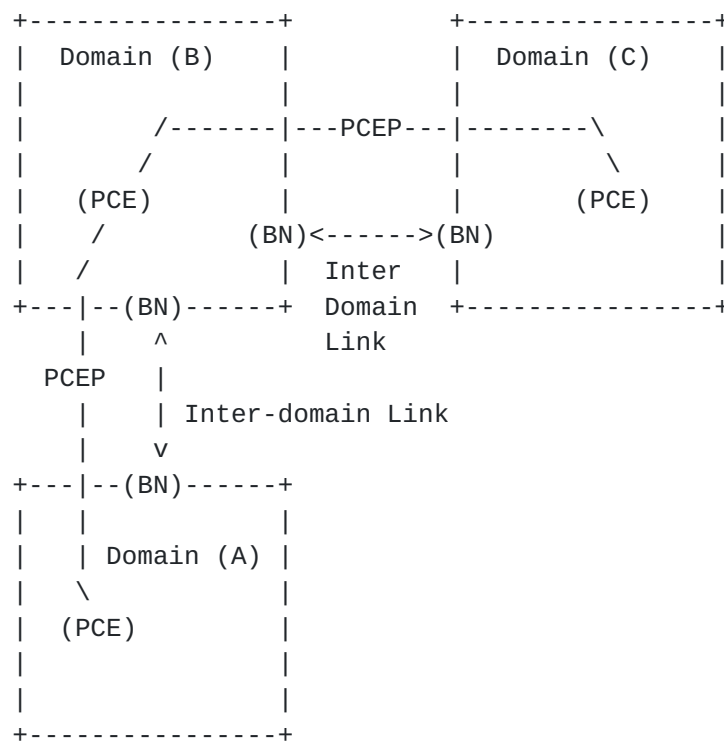 Domain (B) Domain (C)
---PCEP---
(PCE) (PCE)
(BN)<------>(BN)
Inter
(BN) Domain
Link
PCEP
Inter-domain Link
(BN)
Domain (A)
(PCE)